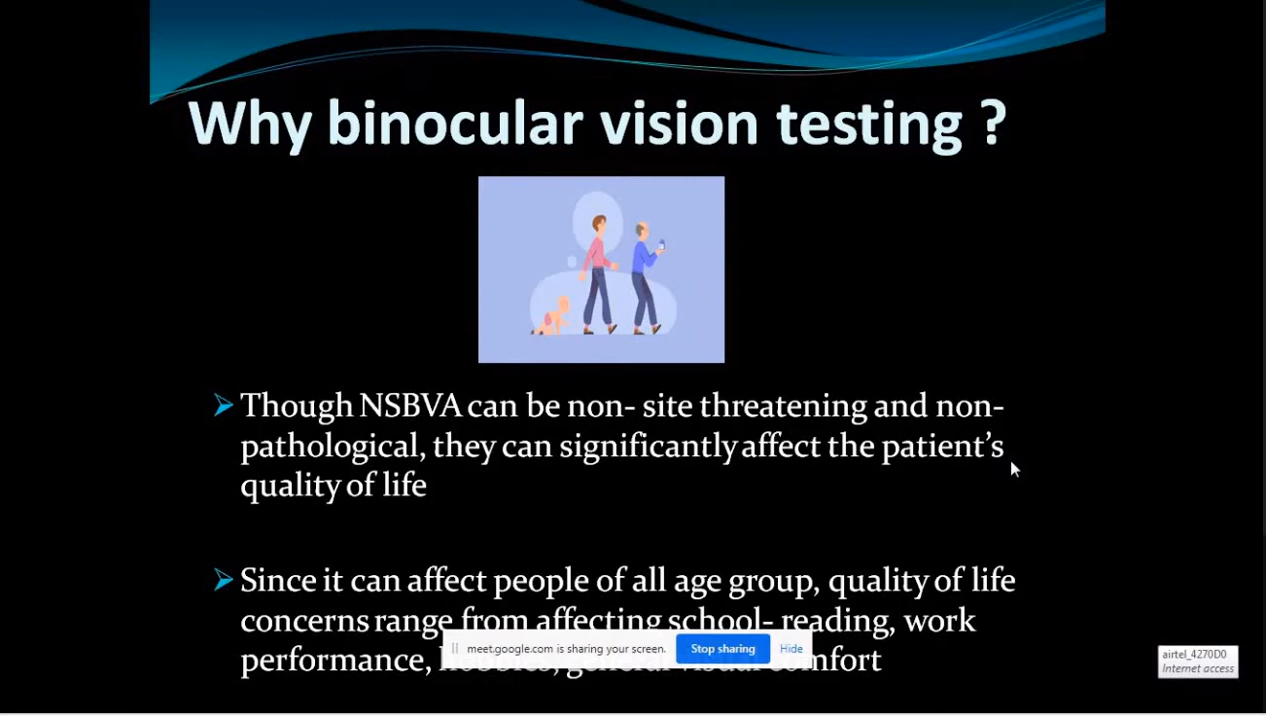 Why binocular vision testing ?
➢ Though NSBVA can be non- site threatening and non-
pathological, they can significantly affect the patient's
quality of life
➢ Since it can affect people of all age group, quality of life
concerns range from affecting school- reading, work
performance, hobbies, general visual comfort
meet.google.com is sharing your screen. Stop sharing Hide
airtel_4270D0
Internet access